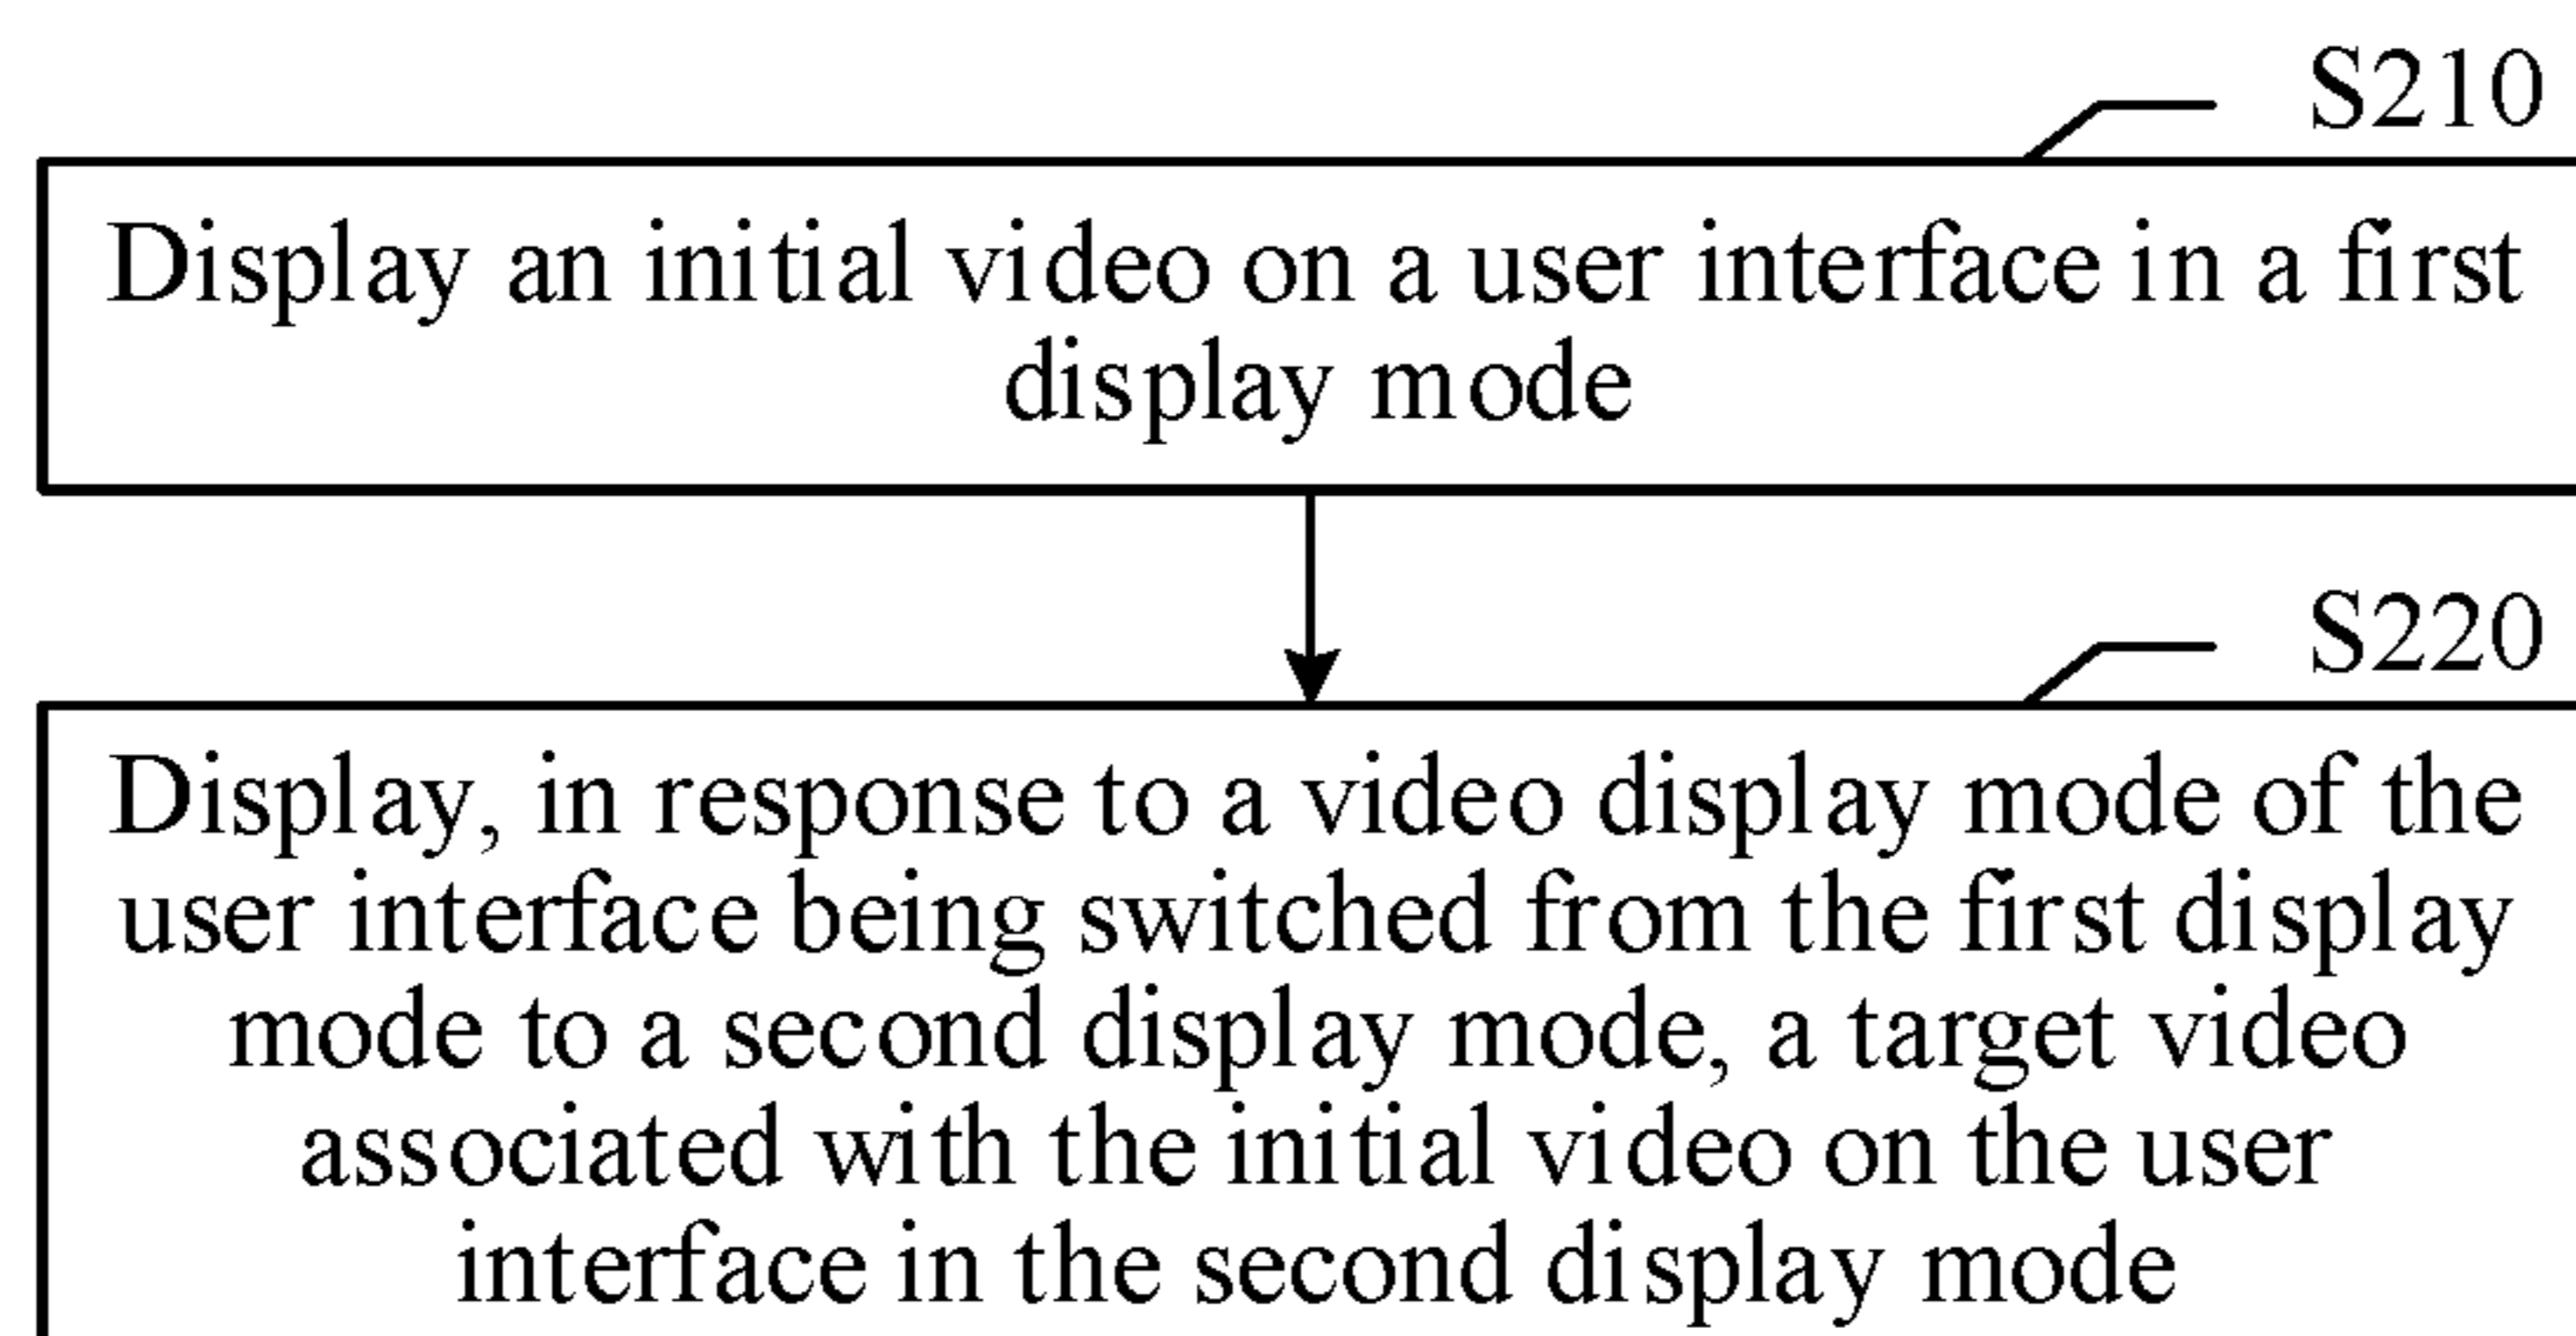 S210
Display an initial video on a user interface in a first
display mode
S220
Display, in response to a video display mode of the
user interface being switched from the first display
mode to a second display mode, a target video
associated with the initial video on the user
interface in the second display mode